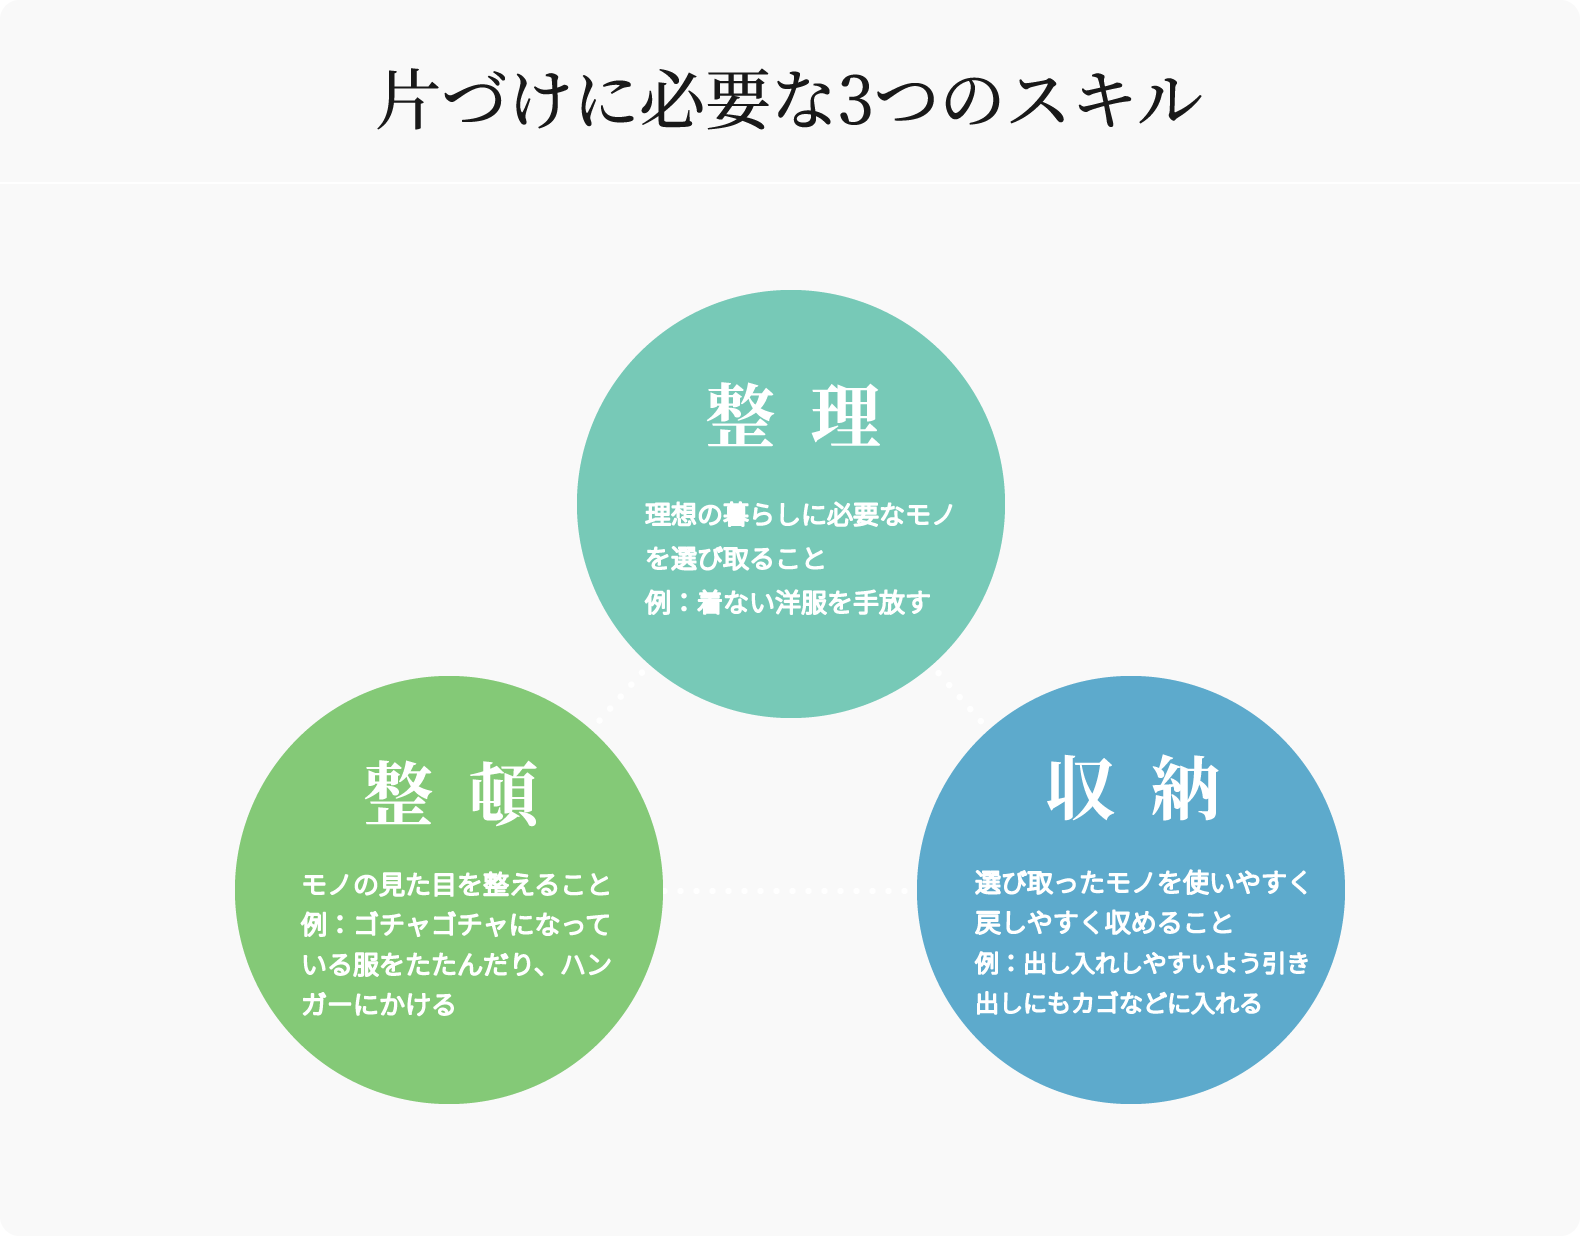 片づけに必要な3つのスキル
整 理
理想の暮らしに必要なモノ
を選び取ること
例：着ない洋服を手放す
整 頓
モノの見た目を整えること
例：ゴチャゴチャになって
いる服をたたんだり、ハン
ガーにかける
収 納
選び取ったモノを使いやすく
戻しやすく収めること
例：出し入れしやすいよう引き
出しにもカゴなどに入れる